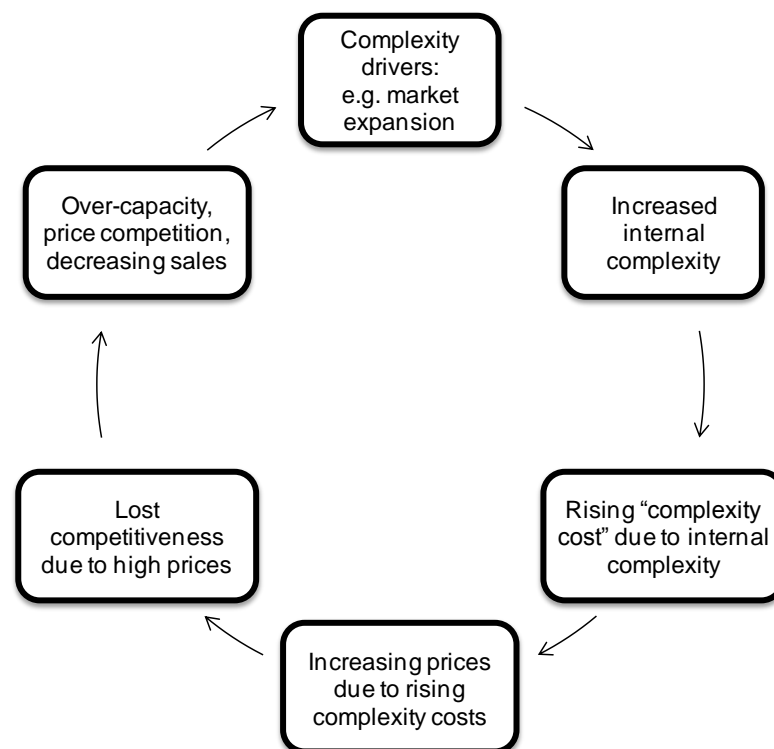 Complexity
drivers:
e.g. market
expansion
Increased
internal
complexity
Rising “complexity
cost” due to internal
complexity
Increasing prices
due to rising
complexity costs
Lost
competitiveness
due to high prices
Over-capacity,
price competition,
decreasing sales